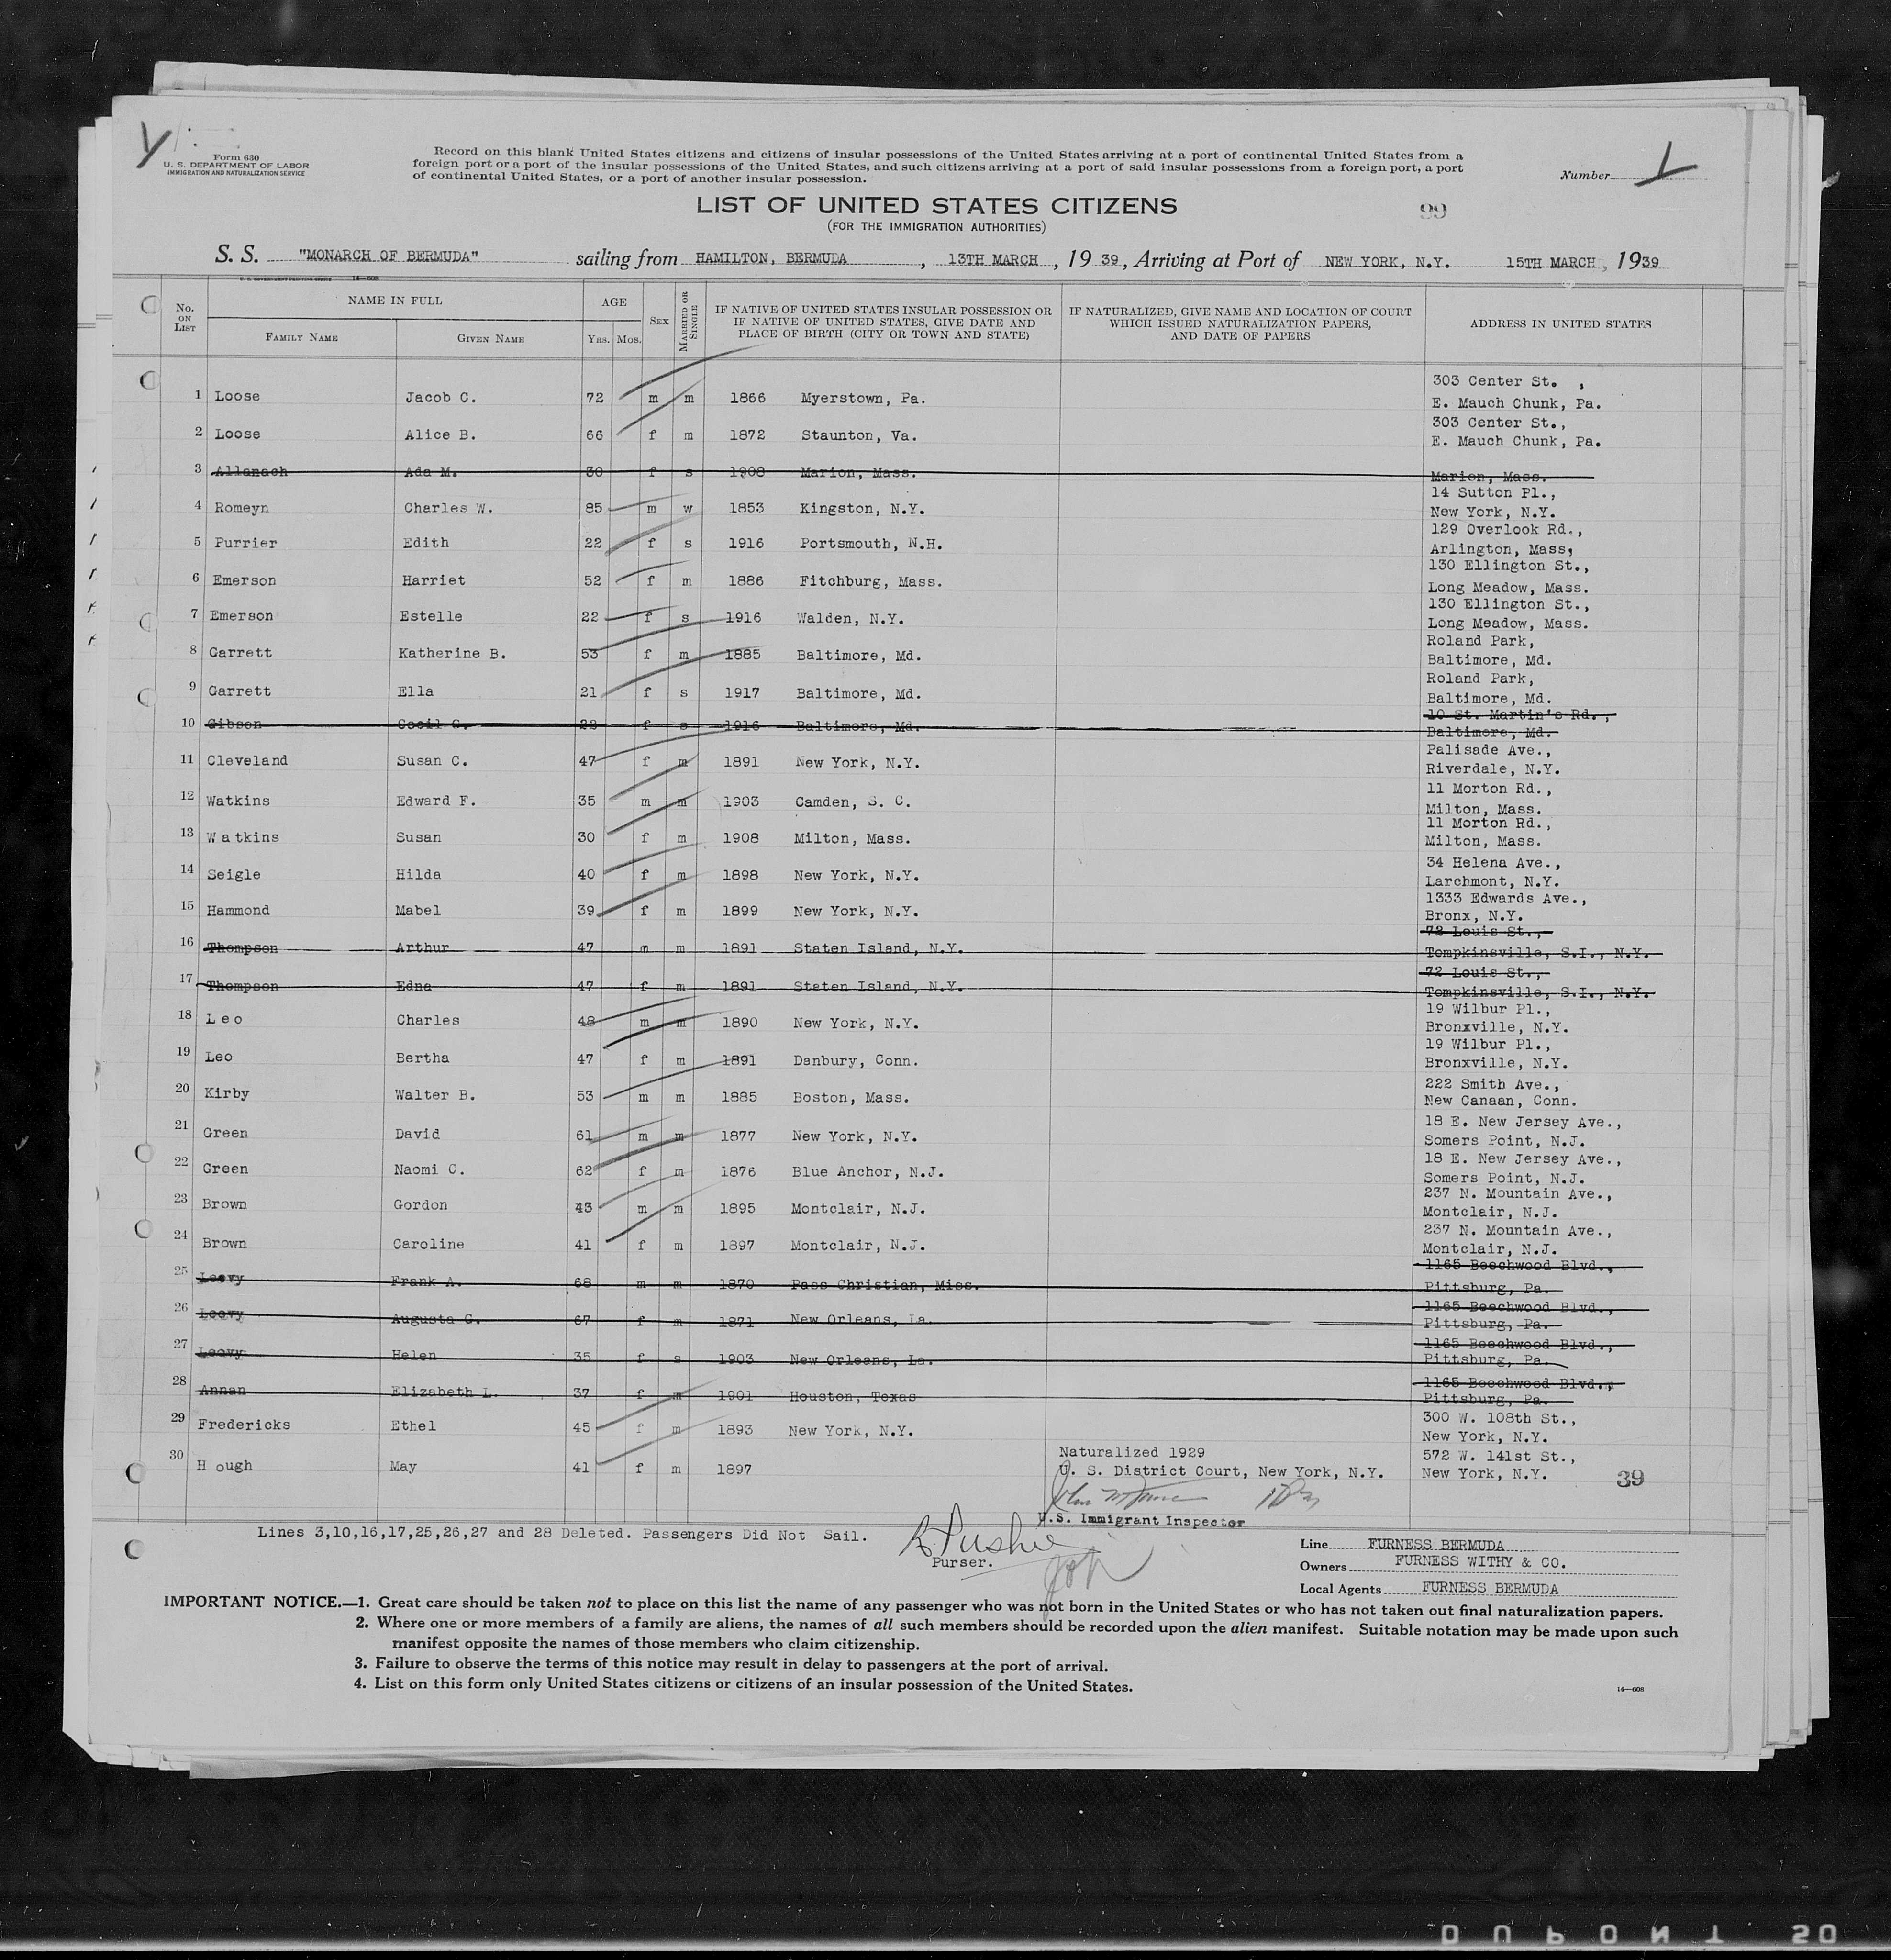 Form 630
U. S. DEPARTMENT OF LABOR
IMMIGRATION AND NATURALIZATION SERVICE
Record on this blank United States citizens and citizens of insular possessions of the United States arriving at a port of continental United States from a
foreign port or a port of the insular possessions of the United States, and such citizens arriving at a port of said insular possessions from a foreign port, a port
of continental United States, or a port of another insular possession.
Number
LIST OF UNITED STATES CITIZENS
99
(FOR THE IMMIGRATION AUTHORITIES)
S. S. "MONARCH OF BERMUDA" sailing from HAMILTON, BERMUDA, 13TH MARCH, 1939, Arriving at Port of NEW YORK, N.Y. 15TH MARCH, 1939
U. S. GOVERNMENT PRINTING OFFICE 14—608
No. ON LIST
NAME IN FULL
FAMILY NAME
GIVEN NAME
AGE
YRS. MOS.
SEX
MARRIED OR SINGLE
IF NATIVE OF UNITED STATES INSULAR POSSESSION OR
IF NATIVE OF UNITED STATES, GIVE DATE AND
PLACE OF BIRTH (CITY OR TOWN AND STATE)
IF NATURALIZED, GIVE NAME AND LOCATION OF COURT
WHICH ISSUED NATURALIZATION PAPERS,
AND DATE OF PAPERS
ADDRESS IN UNITED STATES
1 Loose Jacob C. 72 m m 1866 Myerstown, Pa. 303 Center St. , E. Mauch Chunk, Pa.
2 Loose Alice B. 66 f m 1872 Staunton, Va. 303 Center St., E. Mauch Chunk, Pa.
3 Allanach Ada M. 30 f s 1908 Marion, Mass. Marion, Mass.
4 Romeyn Charles W. 85 m w 1853 Kingston, N.Y. 14 Sutton Pl., New York, N.Y.
5 Purrier Edith 22 f s 1916 Portsmouth, N.H. 129 Overlook Rd., Arlington, Mass,
6 Emerson Harriet 52 f m 1886 Fitchburg, Mass. 130 Ellington St., Long Meadow, Mass.
7 Emerson Estelle 22 f s 1916 Walden, N.Y. 130 Ellington St., Long Meadow, Mass.
8 Garrett Katherine B. 53 f m 1885 Baltimore, Md. Roland Park, Baltimore, Md.
9 Garrett Ella 21 f s 1917 Baltimore, Md. Roland Park, Baltimore, Md.
10 Gibson Cecil G. 22 f s 1916 Baltimore, Md. 10 St. Martin's Rd., Baltimore, Md.
11 Cleveland Susan C. 47 f m 1891 New York, N.Y. Palisade Ave., Riverdale, N.Y.
12 Watkins Edward F. 35 m m 1903 Camden, S. C. 11 Morton Rd., Milton, Mass.
13 Watkins Susan 30 f m 1908 Milton, Mass. 11 Morton Rd., Milton, Mass.
14 Seigle Hilda 40 f m 1898 New York, N.Y. 34 Helena Ave., Larchmont, N.Y.
15 Hammond Mabel 39 f m 1899 New York, N.Y. 1333 Edwards Ave., Bronx, N.Y.
16 Thompson Arthur 47 m m 1891 Staten Island, N.Y. 72 Louis St., Tompkinsville, S.I., N.Y.
17 Thompson Edna 47 f m 1891 Staten Island, N.Y. 72 Louis St., Tompkinsville, S.I., N.Y.
18 Leo Charles 48 m m 1890 New York, N.Y. 19 Wilbur Pl., Bronxville, N.Y.
19 Leo Bertha 47 f m 1891 Danbury, Conn. 19 Wilbur Pl., Bronxville, N.Y.
20 Kirby Walter B. 53 m m 1885 Boston, Mass. 222 Smith Ave., New Canaan, Conn.
21 Green David 61 m m 1877 New York, N.Y. 18 E. New Jersey Ave., Somers Point, N.J.
22 Green Naomi C. 62 f m 1876 Blue Anchor, N.J. 18 E. New Jersey Ave., Somers Point, N.J.
23 Brown Gordon 43 m m 1895 Montclair, N.J. 237 N. Mountain Ave., Montclair, N.J.
24 Brown Caroline 41 f m 1897 Montclair, N.J. 237 N. Mountain Ave., Montclair, N.J.
25 Leovy Frank A. 68 m m 1870 Pass Christian, Miss. 1165 Beechwood Blvd., Pittsburg, Pa.
26 Leovy Augusta G. 67 f m 1871 New Orleans, La. 1165 Beechwood Blvd., Pittsburg, Pa.
27 Leovy Helen 35 f s 1903 New Orleans, La. 1165 Beechwood Blvd., Pittsburg, Pa.
28 Annan Elizabeth L. 37 f m 1901 Houston, Texas 1165 Beechwood Blvd., Pittsburg, Pa.
29 Fredericks Ethel 45 f m 1893 New York, N.Y. 300 W. 108th St., New York, N.Y.
30 Hough May 41 f m 1897 Naturalized 1929 U. S. District Court, New York, N.Y. 572 W. 141st St., New York, N.Y.
39
U.S. Immigrant Inspector
Lines 3,10,16,17,25,26,27 and 28 Deleted. Passengers Did Not Sail.
Purser.
Line FURNESS BERMUDA
Owners FURNESS WITHY & CO.
Local Agents FURNESS BERMUDA
IMPORTANT NOTICE.—1. Great care should be taken not to place on this list the name of any passenger who was not born in the United States or who has not taken out final naturalization papers.
2. Where one or more members of a family are aliens, the names of all such members should be recorded upon the alien manifest. Suitable notation may be made upon such
manifest opposite the names of those members who claim citizenship.
3. Failure to observe the terms of this notice may result in delay to passengers at the port of arrival.
4. List on this form only United States citizens or citizens of an insular possession of the United States.
14—608
DUPONT 20